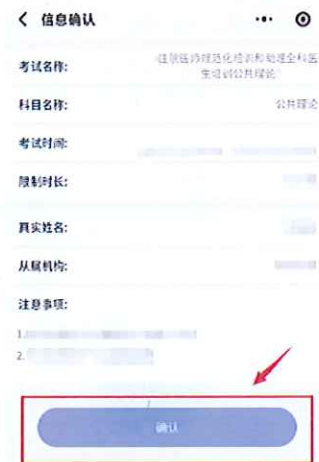 信息确认
考试名称:
住院医师规范化培训和助理全科医
生培训公共理论
科目名称:
公共理论
考试时间:
限制时长:
真实姓名:
从属机构:
注意事项:
1.
2.
确认